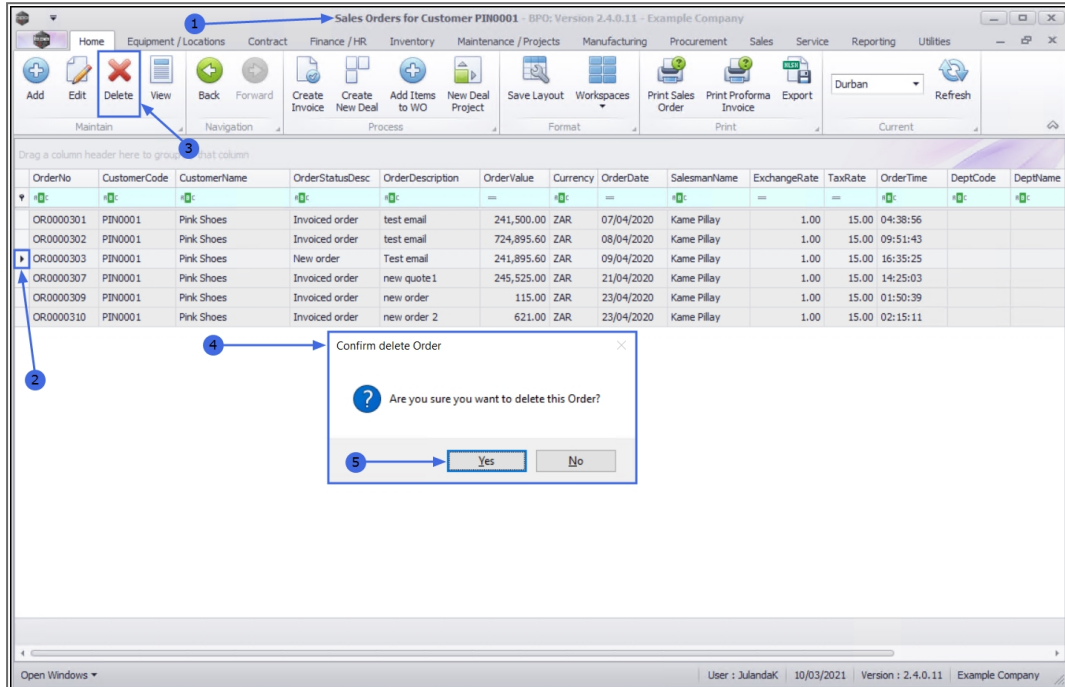 1
Sales Orders for Customer PIN0001 - BPO: Version 2.4.0.11 - Example Company
Home Equipment / Locations Contract Finance / HR Inventory Maintenance / Projects Manufacturing Procurement Sales Service Reporting Utilities
Add Edit Delete View Back Forward Create Invoice Create New Deal Add Items to WO New Deal Project Save Layout Workspaces Print Sales Order Print Proforma Invoice Export Durban Refresh
Maintain Navigation Process Format Print Current
3
Drag a column header here to group that column
OrderNo CustomerCode CustomerName OrderStatusDesc OrderDescription OrderValue Currency OrderDate SalesmanName ExchangeRate TaxRate OrderTime DeptCode DeptName
OR0000301 PIN0001 Pink Shoes Invoiced order test email 241,500.00 ZAR 07/04/2020 Kame Pillay 1.00 15.00 04:38:56
OR0000302 PIN0001 Pink Shoes Invoiced order test email 724,895.60 ZAR 08/04/2020 Kame Pillay 1.00 15.00 09:51:43
OR0000303 PIN0001 Pink Shoes New order Test email 241,895.60 ZAR 09/04/2020 Kame Pillay 1.00 15.00 16:35:25
OR0000307 PIN0001 Pink Shoes Invoiced order new quote1 245,525.00 ZAR 21/04/2020 Kame Pillay 1.00 15.00 14:25:03
OR0000309 PIN0001 Pink Shoes Invoiced order new order 115.00 ZAR 23/04/2020 Kame Pillay 1.00 15.00 01:50:39
OR0000310 PIN0001 Pink Shoes Invoiced order new order 2 621.00 ZAR 23/04/2020 Kame Pillay 1.00 15.00 02:15:11
2
4
Confirm delete Order
Are you sure you want to delete this Order?
5
Yes No
Open Windows User : JulandaK 10/03/2021 Version : 2.4.0.11 Example Company